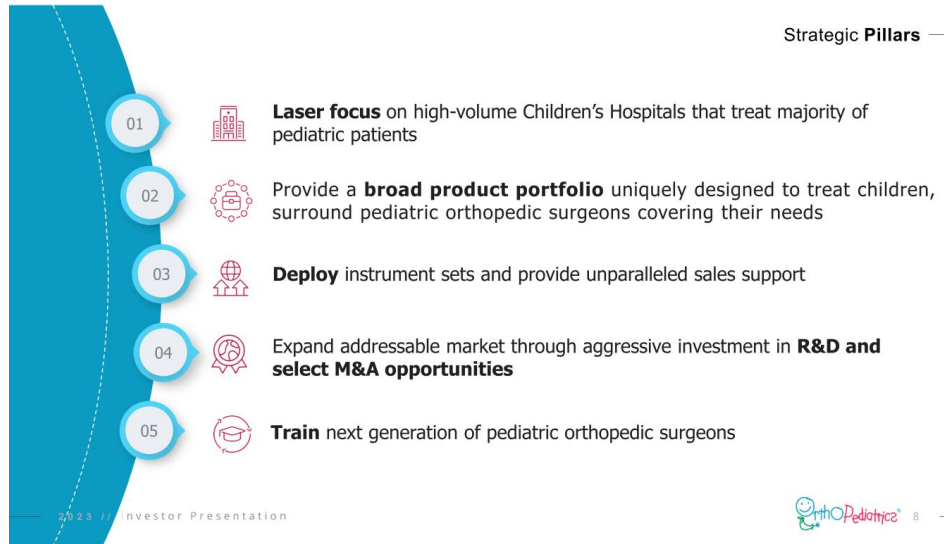 Strategic Pillars
01
Laser focus on high-volume Children's Hospitals that treat majority of
pediatric patients
02
Provide a broad product portfolio uniquely designed to treat children,
surround pediatric orthopedic surgeons covering their needs
03
Deploy instrument sets and provide unparalleled sales support
04
Expand addressable market through aggressive investment in R&D and
select M&A opportunities
05
Train next generation of pediatric orthopedic surgeons
2023 // Investor Presentation
OrthoPediatrics®
8